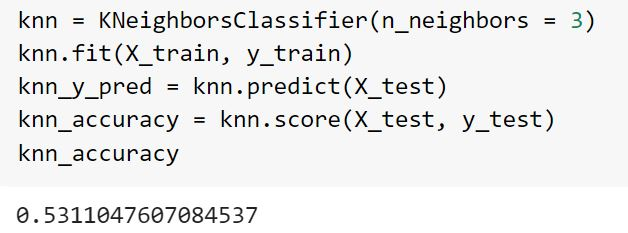 knn = KNeighborsClassifier(n_neighbors = 3)
knn.fit(X_train, y_train)
knn_y_pred = knn.predict(X_test)
knn_accuracy = knn.score(X_test, y_test)
knn_accuracy
0.5311047607084537